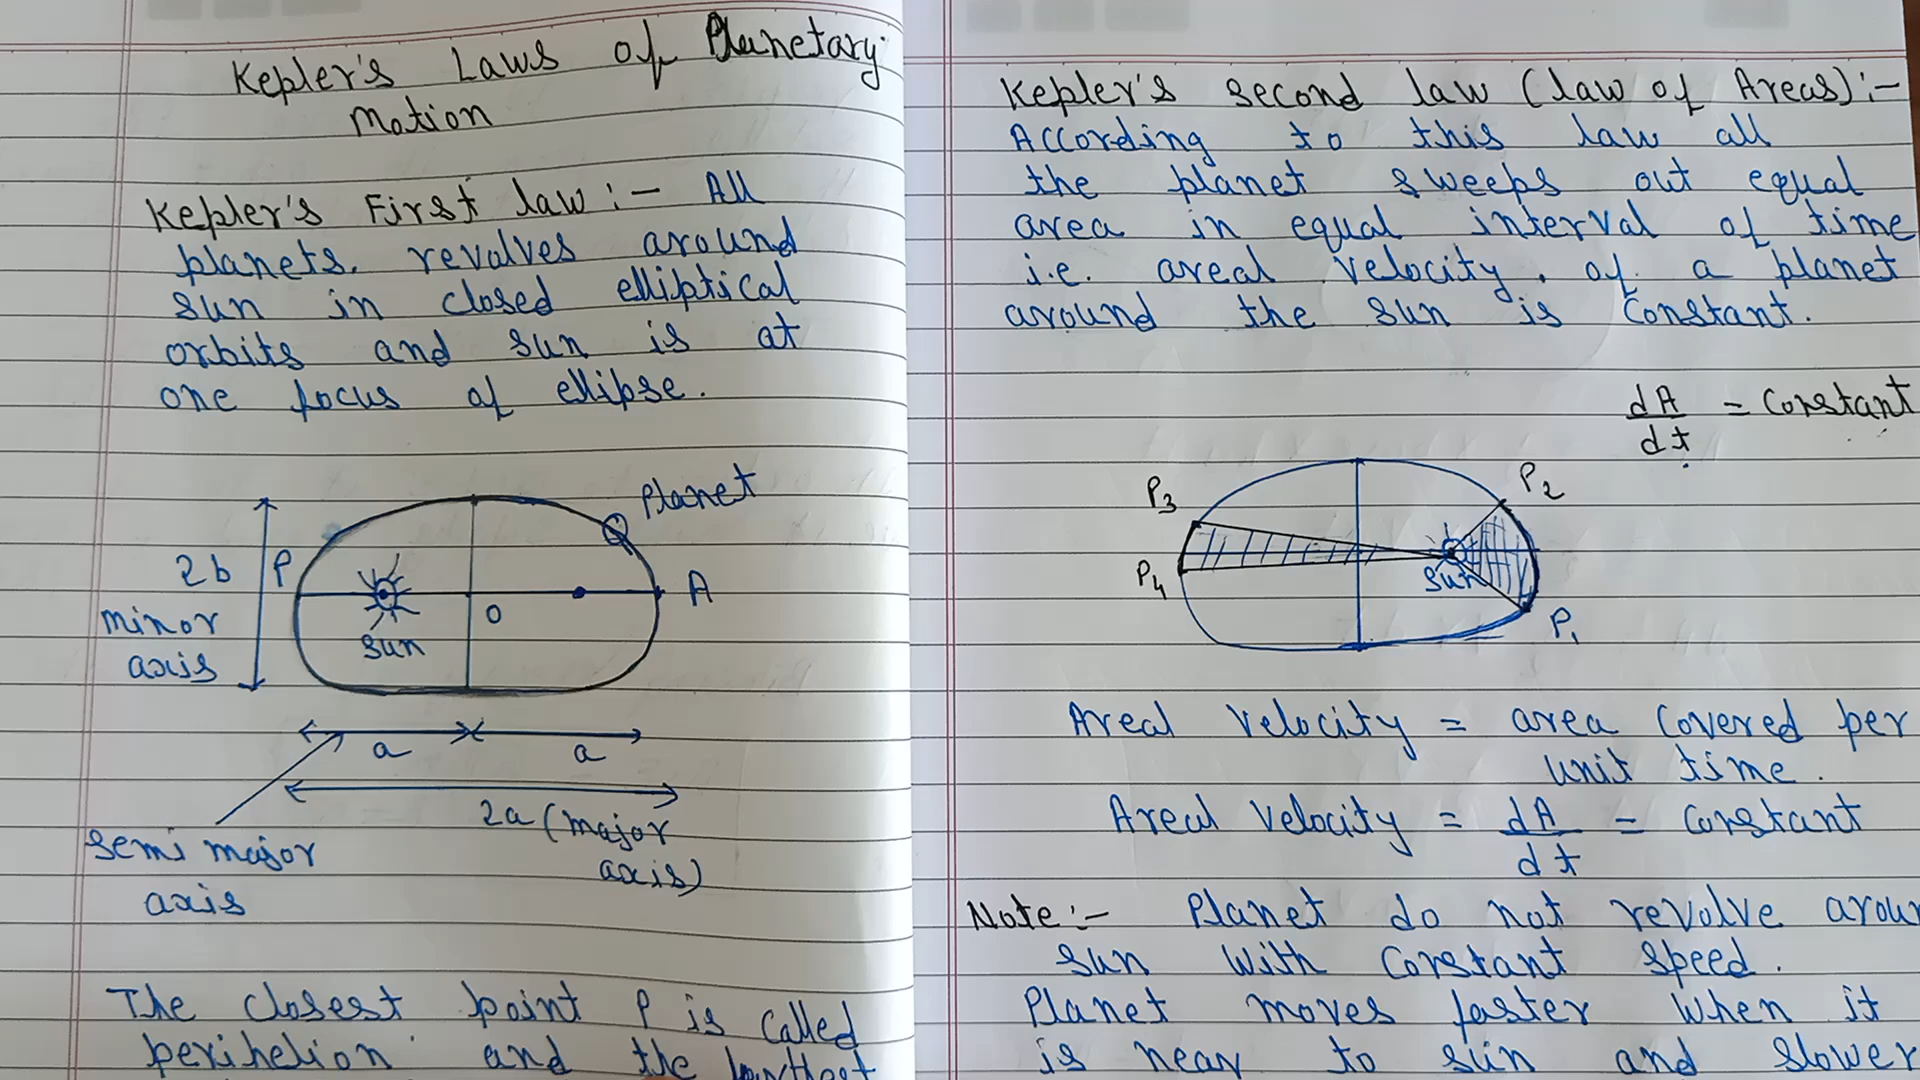 Kepler's Laws of Planetary
Motion
Kepler's First law :- All
planets. revolves around
sun in closed elliptical
orbits and sun is at
one focus of ellipse.
Planet
2b
P
A
O
minor
axis
Sun
a
a
2a (major
axis)
semi major
axis
The closest point P is called
perihelion and the
Kepler's second law (law of Areas) :-
According to this law all
the planet sweeps out equal
area in equal interval of time
i.e. areal velocity. of a planet
around the sun is Constant.
dA/dt = Constant
P3
P2
P4
Sun
P1
Areal velocity = area covered per
unit time.
Areal velocity = dA/dt = Constant
Note :- Planet do not revolve
sun with constant speed.
Planet moves faster when it
is near to sun and slower